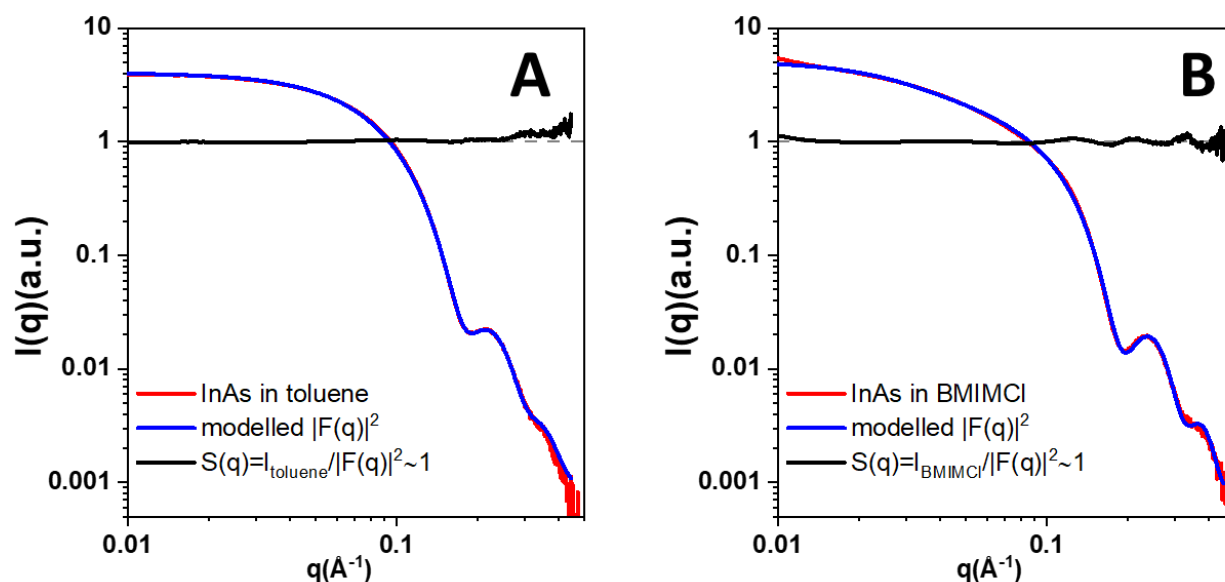 A
I(q)(a.u.)
10
1
0.1
0.01
0.001
InAs in toluene
modelled |F(q)|²
S(q)=I_toluene/|F(q)|²~1
0.01
0.1
q(Å⁻¹)
B
I(q)(a.u.)
10
1
0.1
0.01
0.001
InAs in BMIMCl
modelled |F(q)|²
S(q)=I_BMIMCl/|F(q)|²~1
0.01
0.1
q(Å⁻¹)